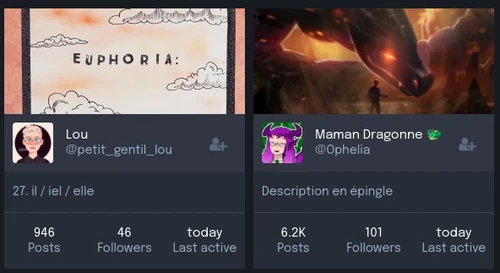 EUPHORIA:
Lou
@petit_gentil_lou
27. il / iel / elle
946 46 today
Posts Followers Last active
Maman Dragonne 🐲
@Ophelia
Description en épingle
6.2K 101 today
Posts Followers Last active